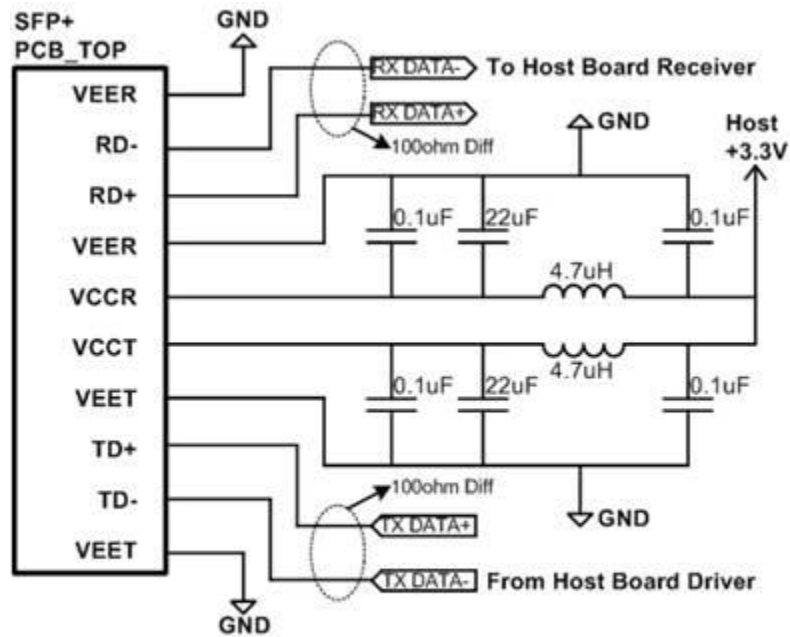 SFP+
PCB_TOP
GND
VEER
RD-
RD+
VEER
VCCR
VCCT
VEET
TD+
TD-
VEET
GND
RX DATA-
To Host Board Receiver
RX DATA+
100ohm Diff
GND
Host
+3.3V
0.1uF
22uF
0.1uF
4.7uH
4.7uH
0.1uF
22uF
0.1uF
100ohm Diff
GND
TX DATA+
TX DATA-
From Host Board Driver